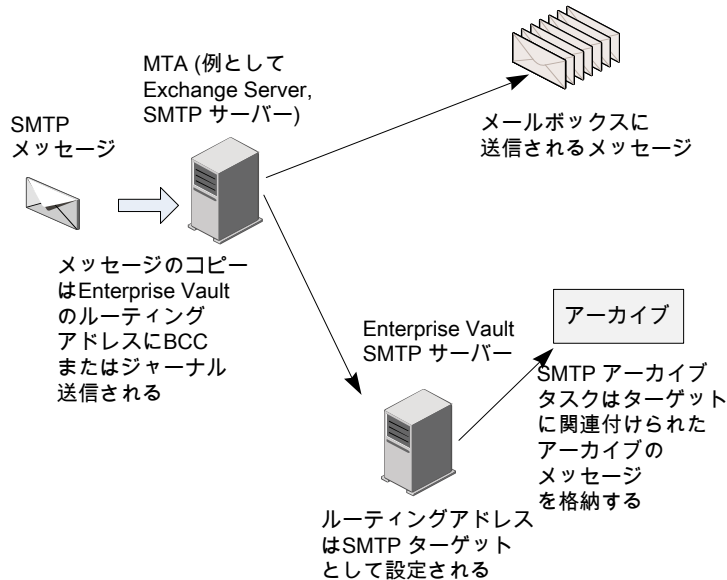 MTA (例として
Exchange Server,
SMTP サーバー)
SMTP
メッセージ
メールボックスに
送信されるメッセージ
メッセージのコピー
はEnterprise Vault
のルーティング
アドレスにBCC
またはジャーナル
送信される
Enterprise Vault
SMTP サーバー
アーカイブ
SMTP アーカイブ
タスクはターゲット
に関連付けられた
アーカイブの
メッセージ
を格納する
ルーティングアドレス
はSMTP ターゲット
として設定される